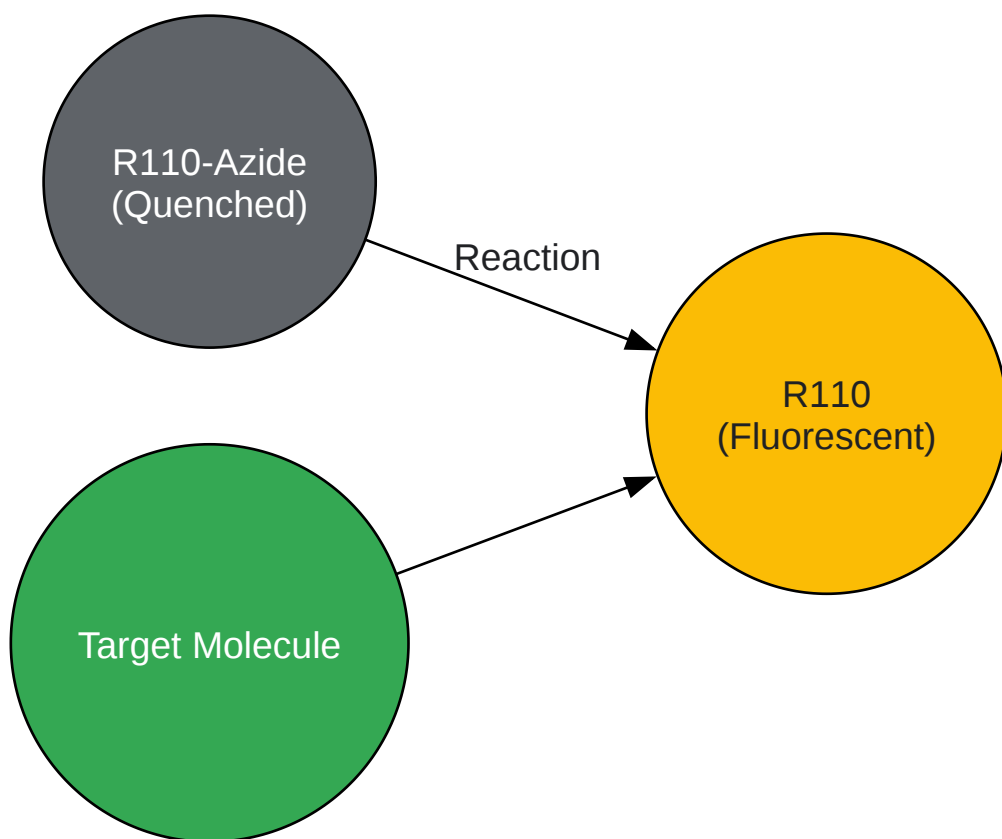 R110-Azide
(Quenched)
Reaction
R110
(Fluorescent)
Target Molecule